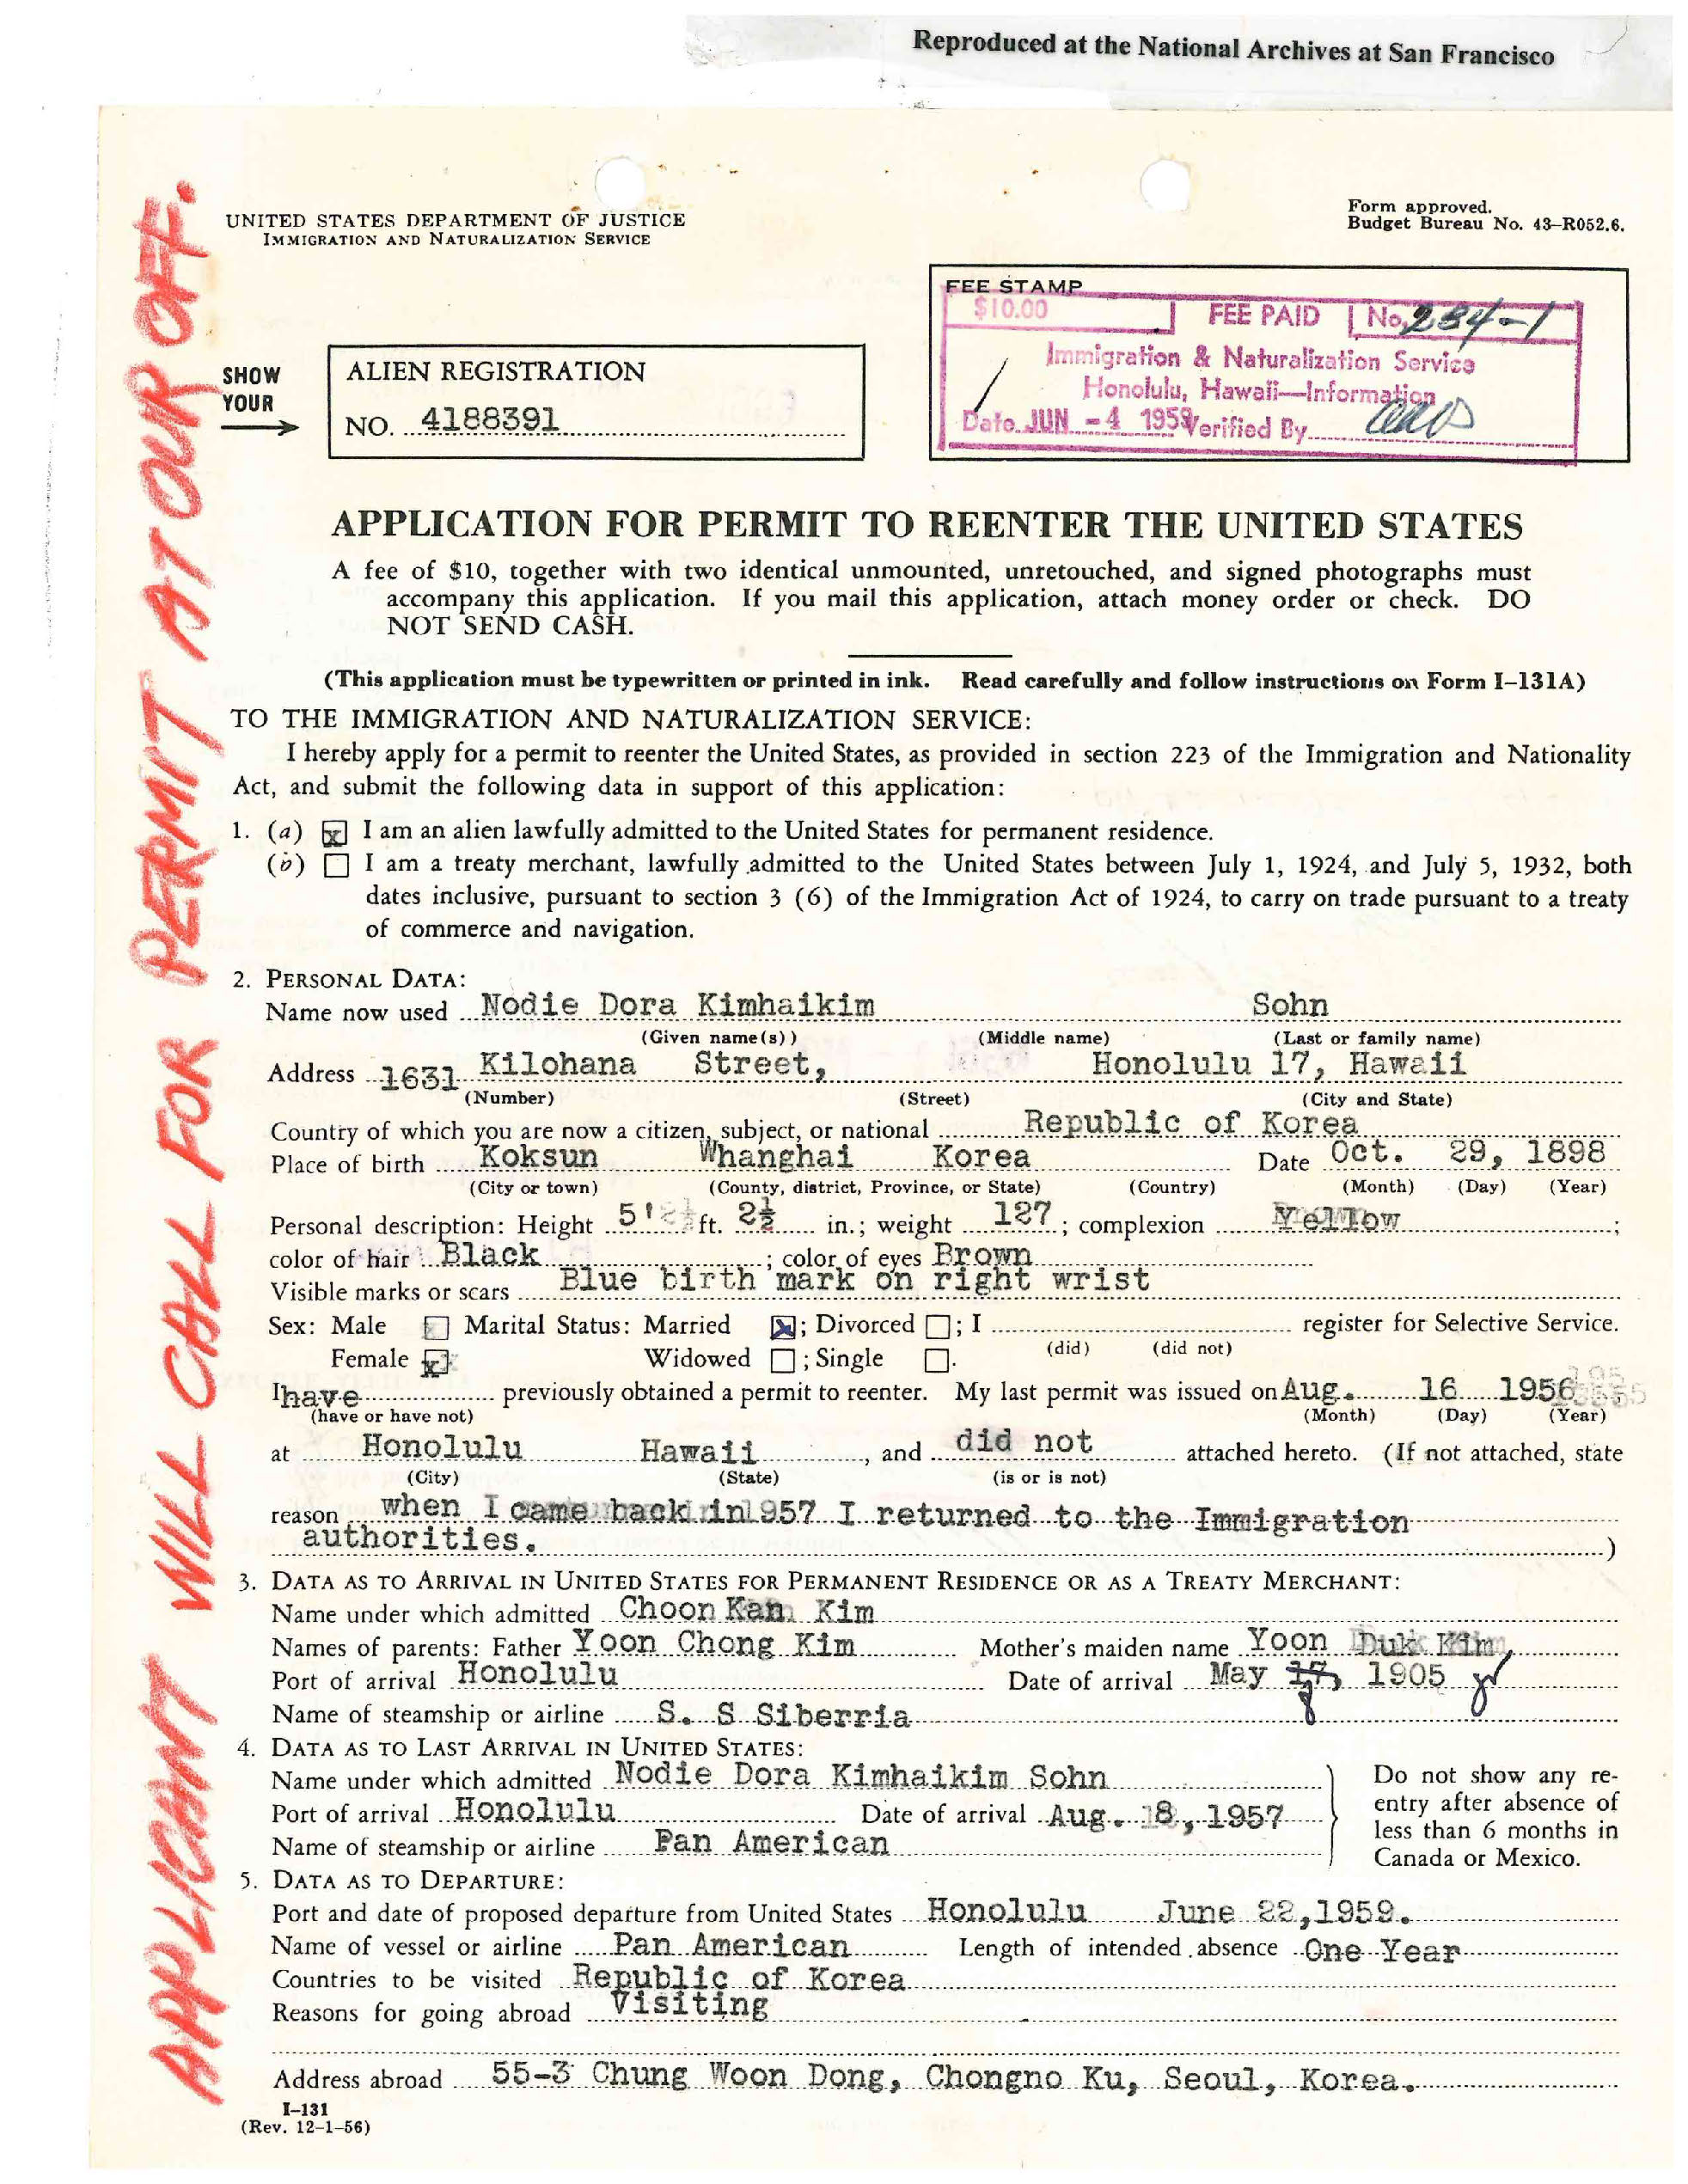 Reproduced at the National Archives at San Francisco
UNITED STATES DEPARTMENT OF JUSTICE
IMMIGRATION AND NATURALIZATION SERVICE
Form approved.
Budget Bureau No. 43–R052.6.
FEE STAMP
$10.00 FEE PAID No. 284-1
Immigration & Naturalization Service
Honolulu, Hawaii—Information
Date JUN -4 1959 Verified By
SHOW
YOUR
ALIEN REGISTRATION
NO. 4188391
APPLICATION FOR PERMIT TO REENTER THE UNITED STATES
A fee of $10, together with two identical unmounted, unretouched, and signed photographs must
accompany this application. If you mail this application, attach money order or check. DO
NOT SEND CASH.
(This application must be typewritten or printed in ink. Read carefully and follow instructions on Form I–131A)
TO THE IMMIGRATION AND NATURALIZATION SERVICE:
I hereby apply for a permit to reenter the United States, as provided in section 223 of the Immigration and Nationality
Act, and submit the following data in support of this application:
1. (a) x I am an alien lawfully admitted to the United States for permanent residence.
(b) I am a treaty merchant, lawfully admitted to the United States between July 1, 1924, and July 5, 1932, both
dates inclusive, pursuant to section 3 (6) of the Immigration Act of 1924, to carry on trade pursuant to a treaty
of commerce and navigation.
2. PERSONAL DATA:
Name now used Nodie Dora Kimhaikim Sohn
(Given name(s)) (Middle name) (Last or family name)
Address 1631 Kilohana Street, Honolulu 17, Hawaii
(Number) (Street) (City and State)
Country of which you are now a citizen, subject, or national Republic of Korea
Place of birth Koksun Whanghai Korea Date Oct. 29, 1898
(City or town) (County, district, Province, or State) (Country) (Month) (Day) (Year)
Personal description: Height 5' ft. 2½ in.; weight 127; complexion Yellow;
color of hair Black; color of eyes Brown
Visible marks or scars Blue birth mark on right wrist
Sex: Male Marital Status: Married x; Divorced; I register for Selective Service.
Female x Widowed; Single. (did) (did not)
I have previously obtained a permit to reenter. My last permit was issued on Aug. 16 1956
(have or have not) (Month) (Day) (Year)
at Honolulu Hawaii, and did not attached hereto. (If not attached, state
(City) (State) (is or is not)
reason when I came back in 1957 I returned to the Immigration
authorities. )
3. DATA AS TO ARRIVAL IN UNITED STATES FOR PERMANENT RESIDENCE OR AS A TREATY MERCHANT:
Name under which admitted Choon Kan Kim
Names of parents: Father Yoon Chong Kim Mother's maiden name Yoon Duk Kim,
Port of arrival Honolulu Date of arrival May 17, 1905
8
Name of steamship or airline S. S Siberria
4. DATA AS TO LAST ARRIVAL IN UNITED STATES:
Name under which admitted Nodie Dora Kimhaikim Sohn
Port of arrival Honolulu Date of arrival Aug. 18, 1957
Name of steamship or airline Pan American
Do not show any re-
entry after absence of
less than 6 months in
Canada or Mexico.
5. DATA AS TO DEPARTURE:
Port and date of proposed departure from United States Honolulu June 22,1959.
Name of vessel or airline Pan American Length of intended absence One Year
Countries to be visited Republic of Korea
Reasons for going abroad Visiting
Address abroad 55-3 Chung Woon Dong, Chongno Ku, Seoul, Korea.
I–131
(Rev. 12–1–56)
APPLICANT WILL CALL FOR PERMIT AT OUR OFF.